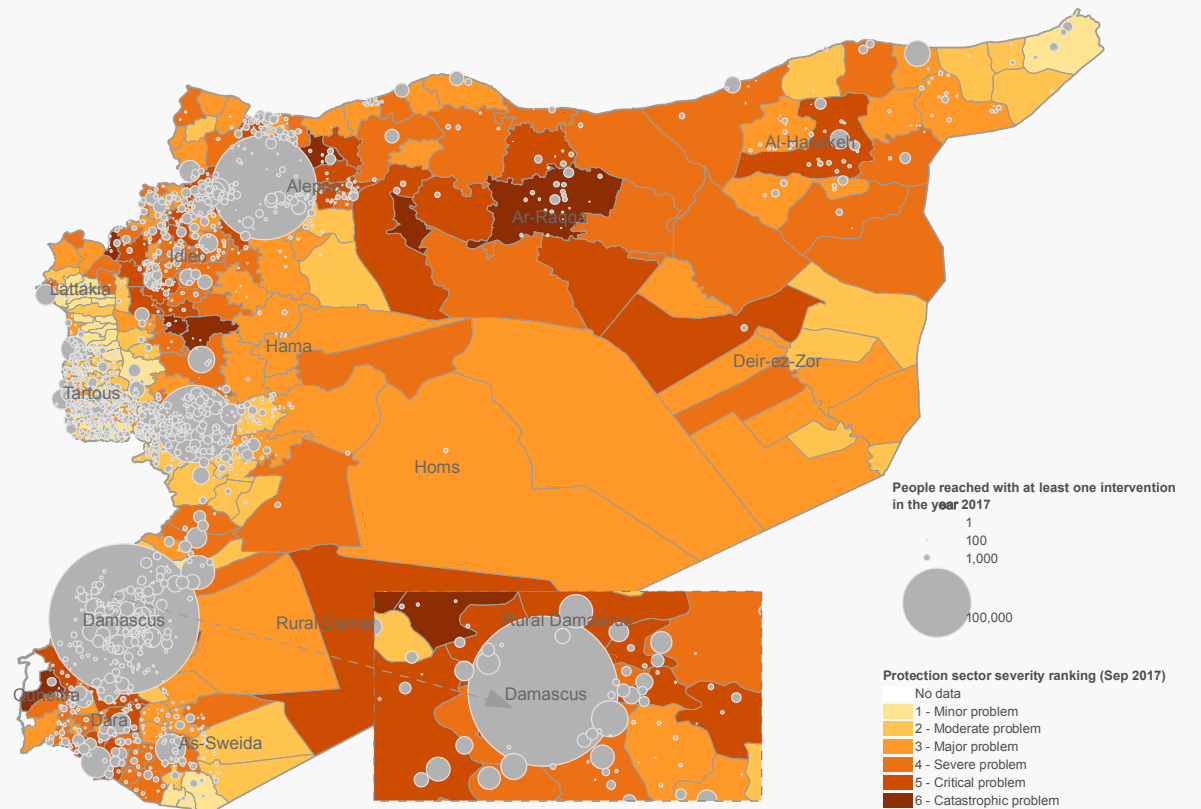 Al-Hasakeh
Aleppo
Ar-Raqqa
Idleb
Lattakia
Hama
Deir-ez-Zor
Tartous
Homs
People reached with at least one intervention
in the year 2017
1
100
1,000
100,000
Damascus
Rural Damas
Rural Damascus
Damascus
Quneitra
Dara
As-Sweida
Protection sector severity ranking (Sep 2017)
No data
1 - Minor problem
2 - Moderate problem
3 - Major problem
4 - Severe problem
5 - Critical problem
6 - Catastrophic problem